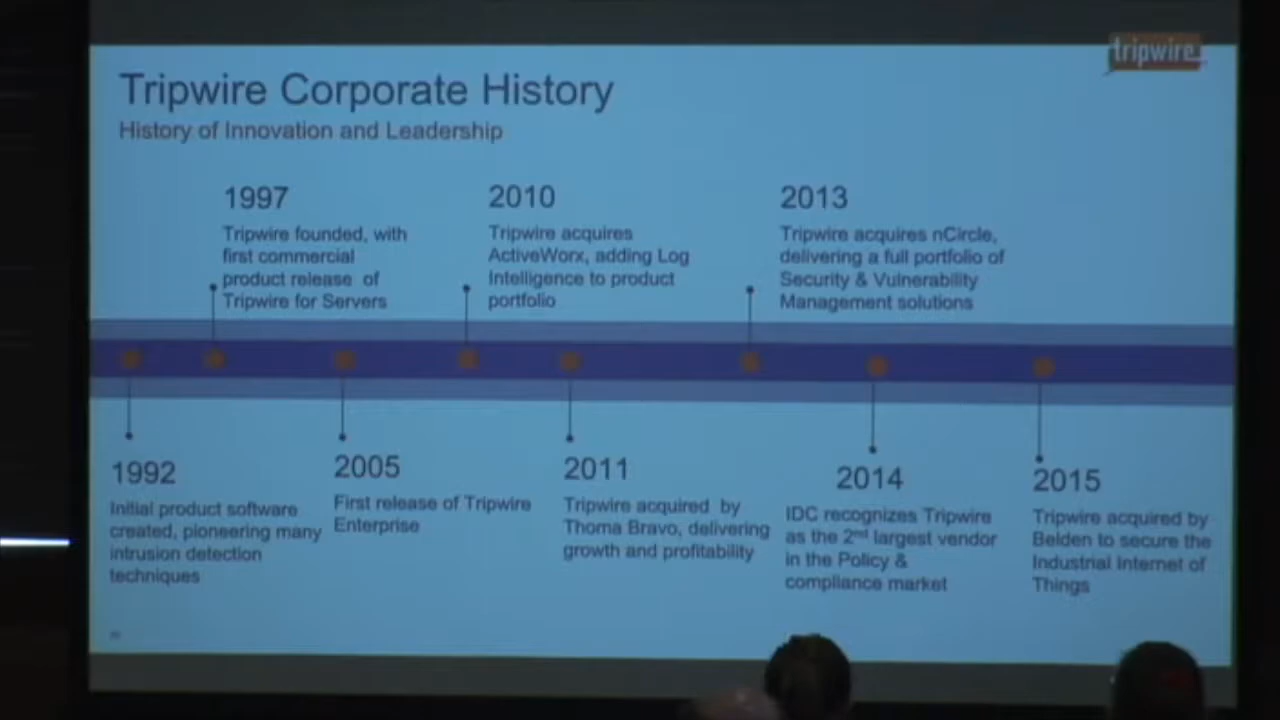 tripwire
Tripwire Corporate History
History of Innovation and Leadership
1997
Tripwire founded, with
first commercial
product release of
Tripwire for Servers
2010
Tripwire acquires
ActiveWorx, adding Log
Intelligence to product
portfolio
2013
Tripwire acquires nCircle,
delivering a full portfolio of
Security & Vulnerability
Management solutions
1992
Initial product software
created, pioneering many
intrusion detection
techniques
2005
First release of Tripwire
Enterprise
2011
Tripwire acquired by
Thoma Bravo, delivering
growth and profitability
2014
IDC recognizes Tripwire
as the 2nd largest vendor
in the Policy &
compliance market
2015
Tripwire acquired by
Belden to secure the
Industrial Internet of
Things